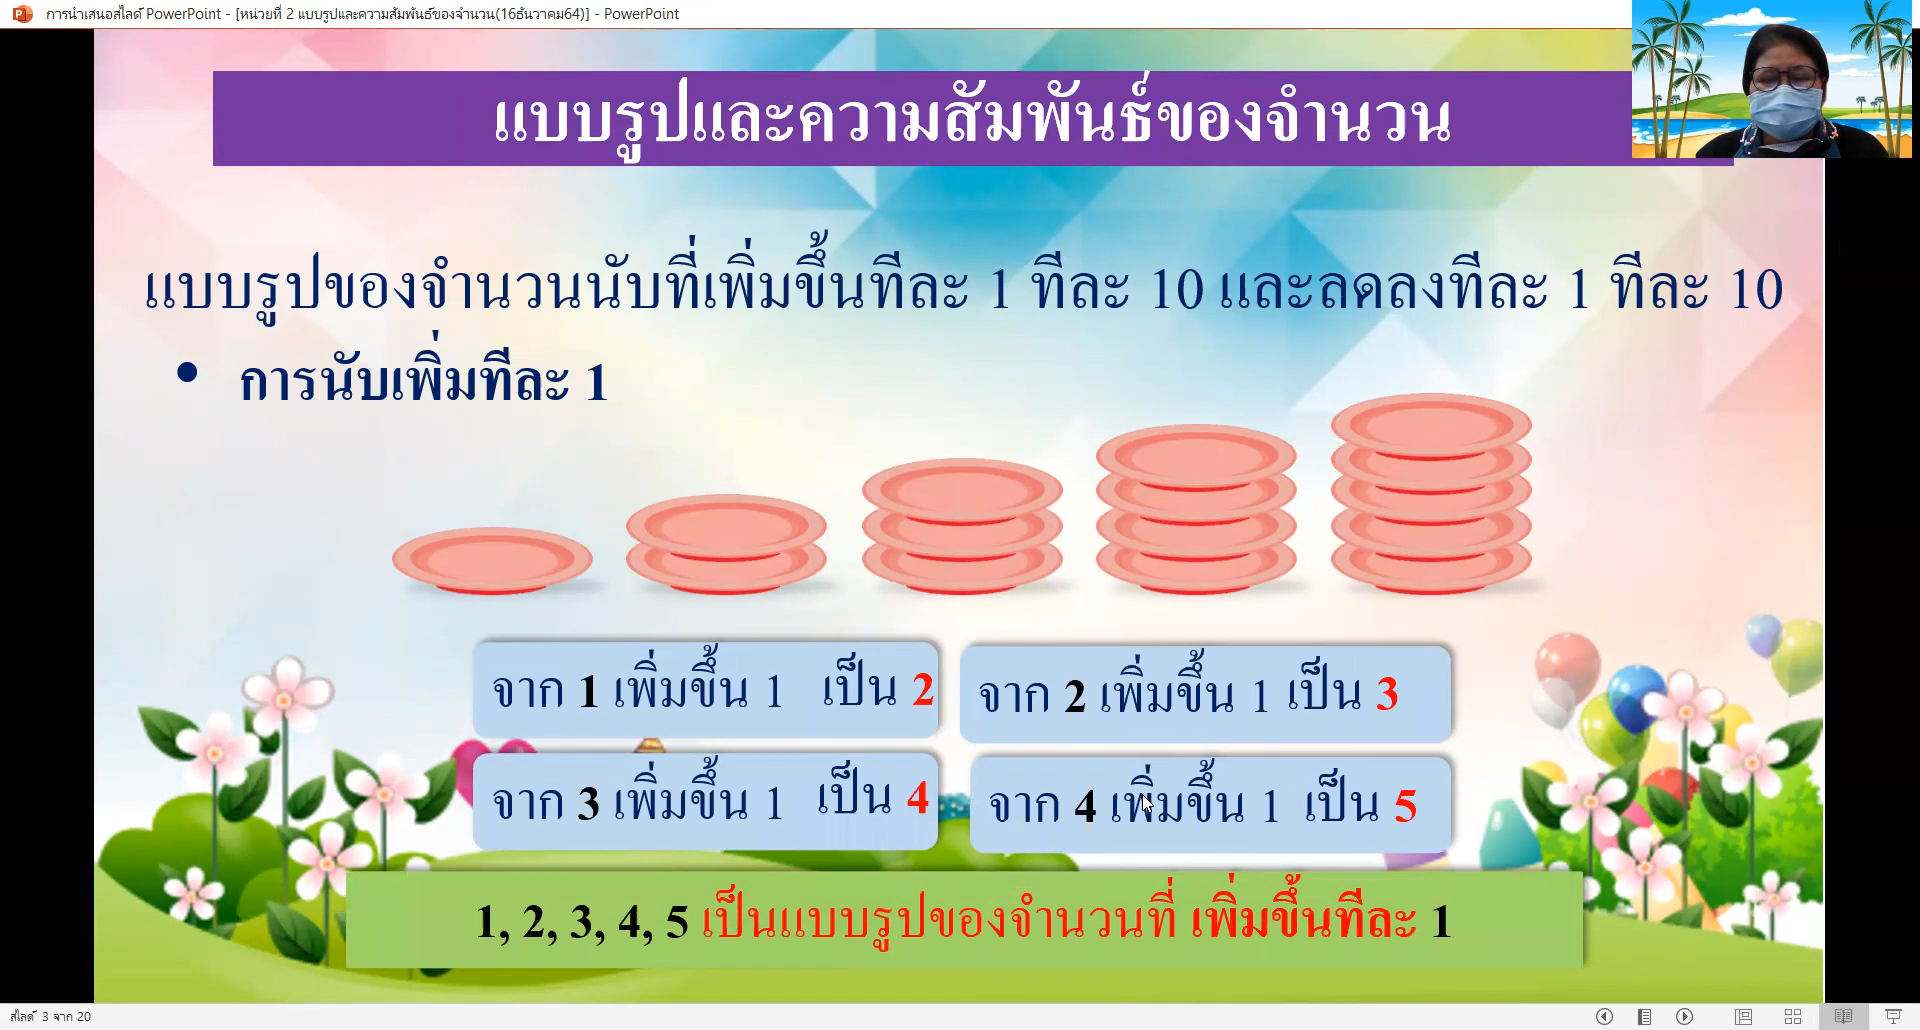 การนำเสนอสไลด์ PowerPoint - [หน่วยที่ 2 แบบรูปและความสัมพันธ์ของจำนวน(16ธันวาคม64)] - PowerPoint
แบบรูปและความสัมพันธ์ของจำนวน
แบบรูปของจำนวนนับที่เพิ่มขึ้นทีละ 1 ทีละ 10 และลดลงทีละ 1 ทีละ 10
• การนับเพิ่มทีละ 1
จาก 1 เพิ่มขึ้น 1 เป็น 2
จาก 2 เพิ่มขึ้น 1 เป็น 3
จาก 3 เพิ่มขึ้น 1 เป็น 4
จาก 4 เพิ่มขึ้น 1 เป็น 5
1, 2, 3, 4, 5 เป็นแบบรูปของจำนวนที่ เพิ่มขึ้นทีละ 1
สไลด์ 3 จาก 20